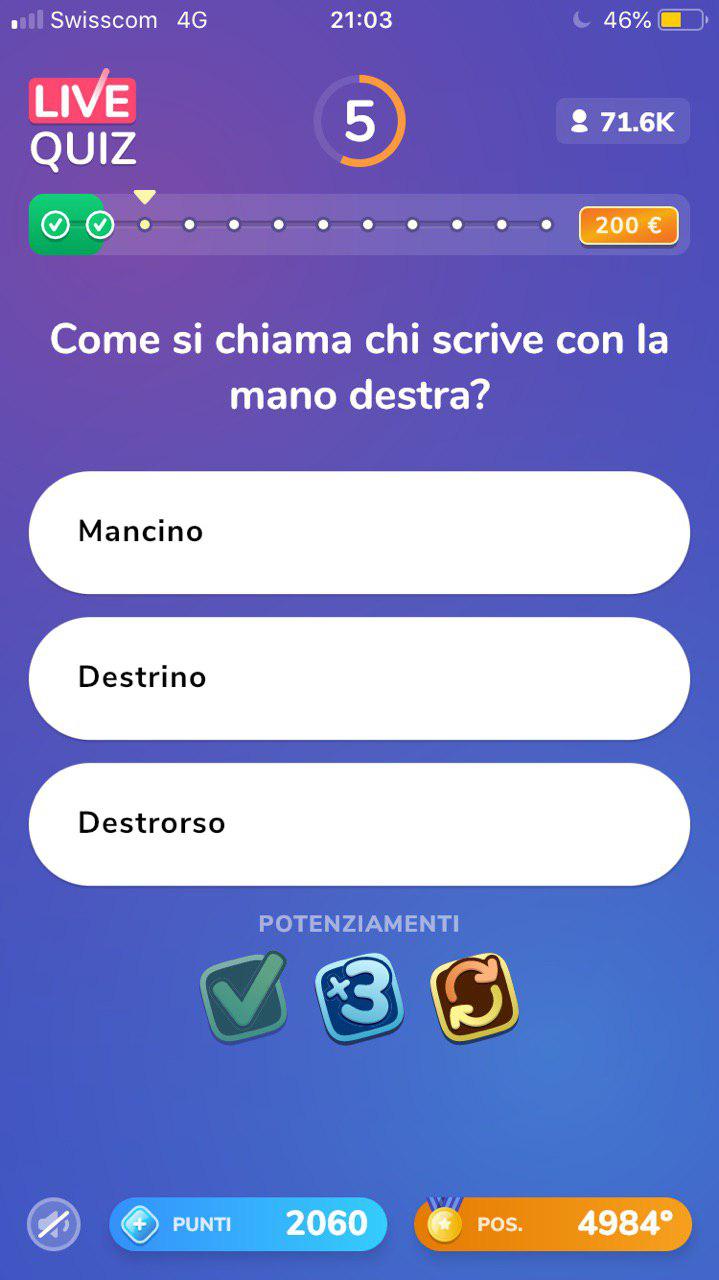 Swisscom 4G 21:03 46%
LIVE
QUIZ
5
71.6K
200 €
Come si chiama chi scrive con la
mano destra?
Mancino
Destrino
Destrorso
POTENZIAMENTI
+3
PUNTI 2060
POS. 4984°